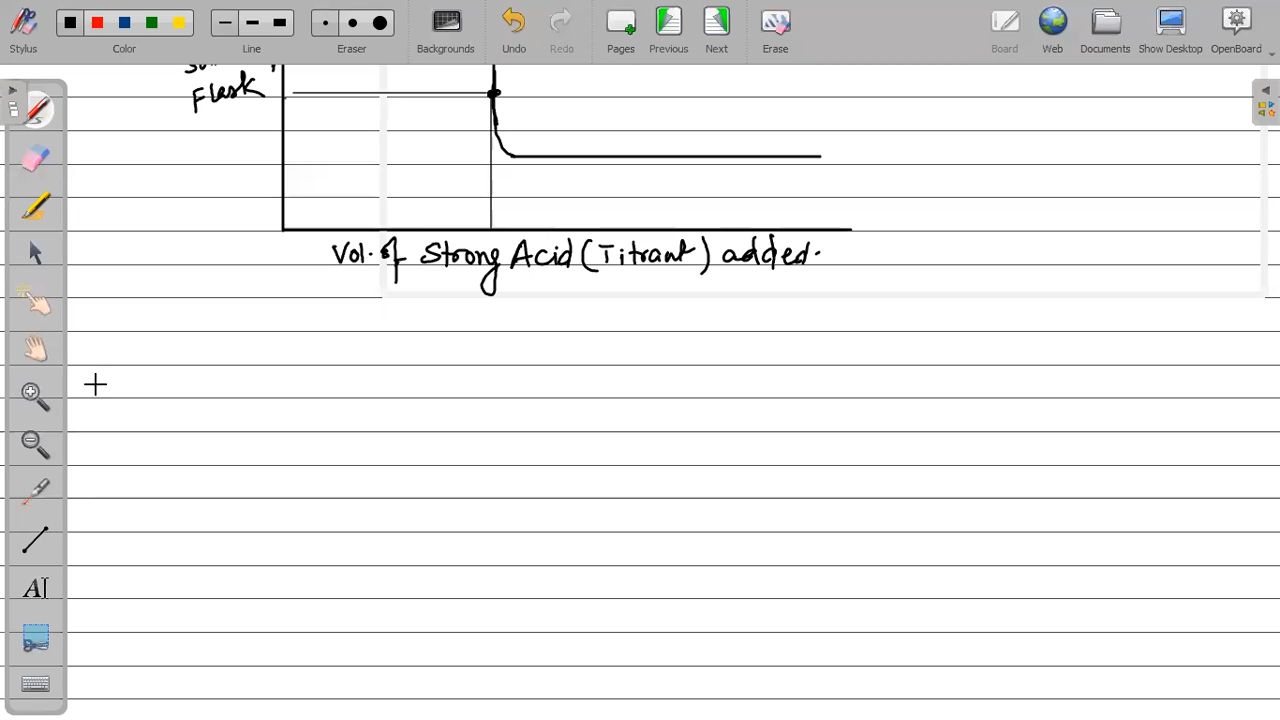 Stylus Color Line Eraser Backgrounds Undo Redo Pages Previous Next Erase Board Web Documents Show Desktop OpenBoard
Flask
Vol. of Strong Acid (Titrant) added.
AI